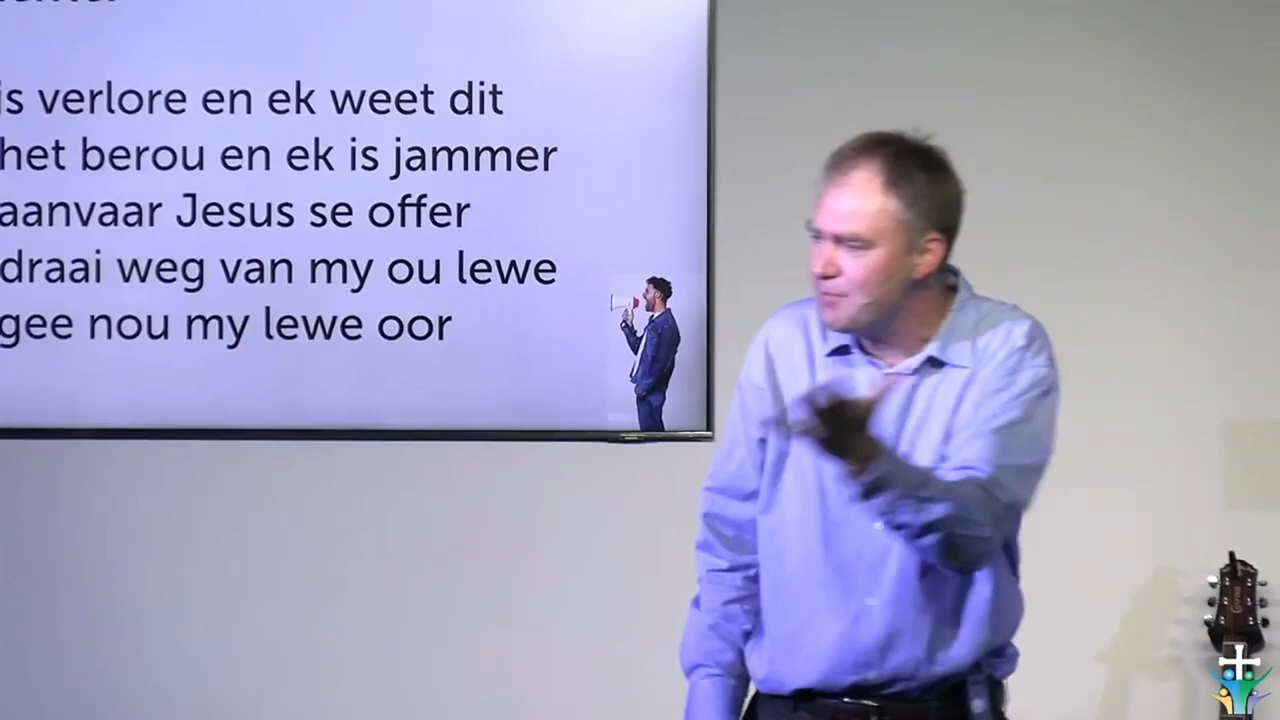 is verlore en ek weet dit
het berou en ek is jammer
aanvaar Jesus se offer
draai weg van my ou lewe
gee nou my lewe oor